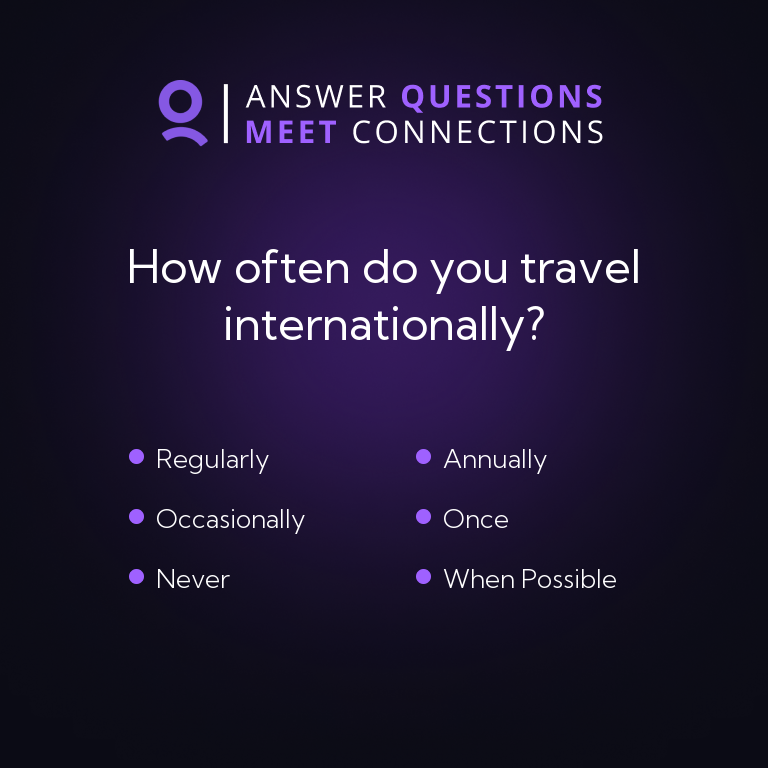 ANSWER QUESTIONS
MEET CONNECTIONS
How often do you travel
internationally?
Regularly
Annually
Occasionally
Once
Never
When Possible